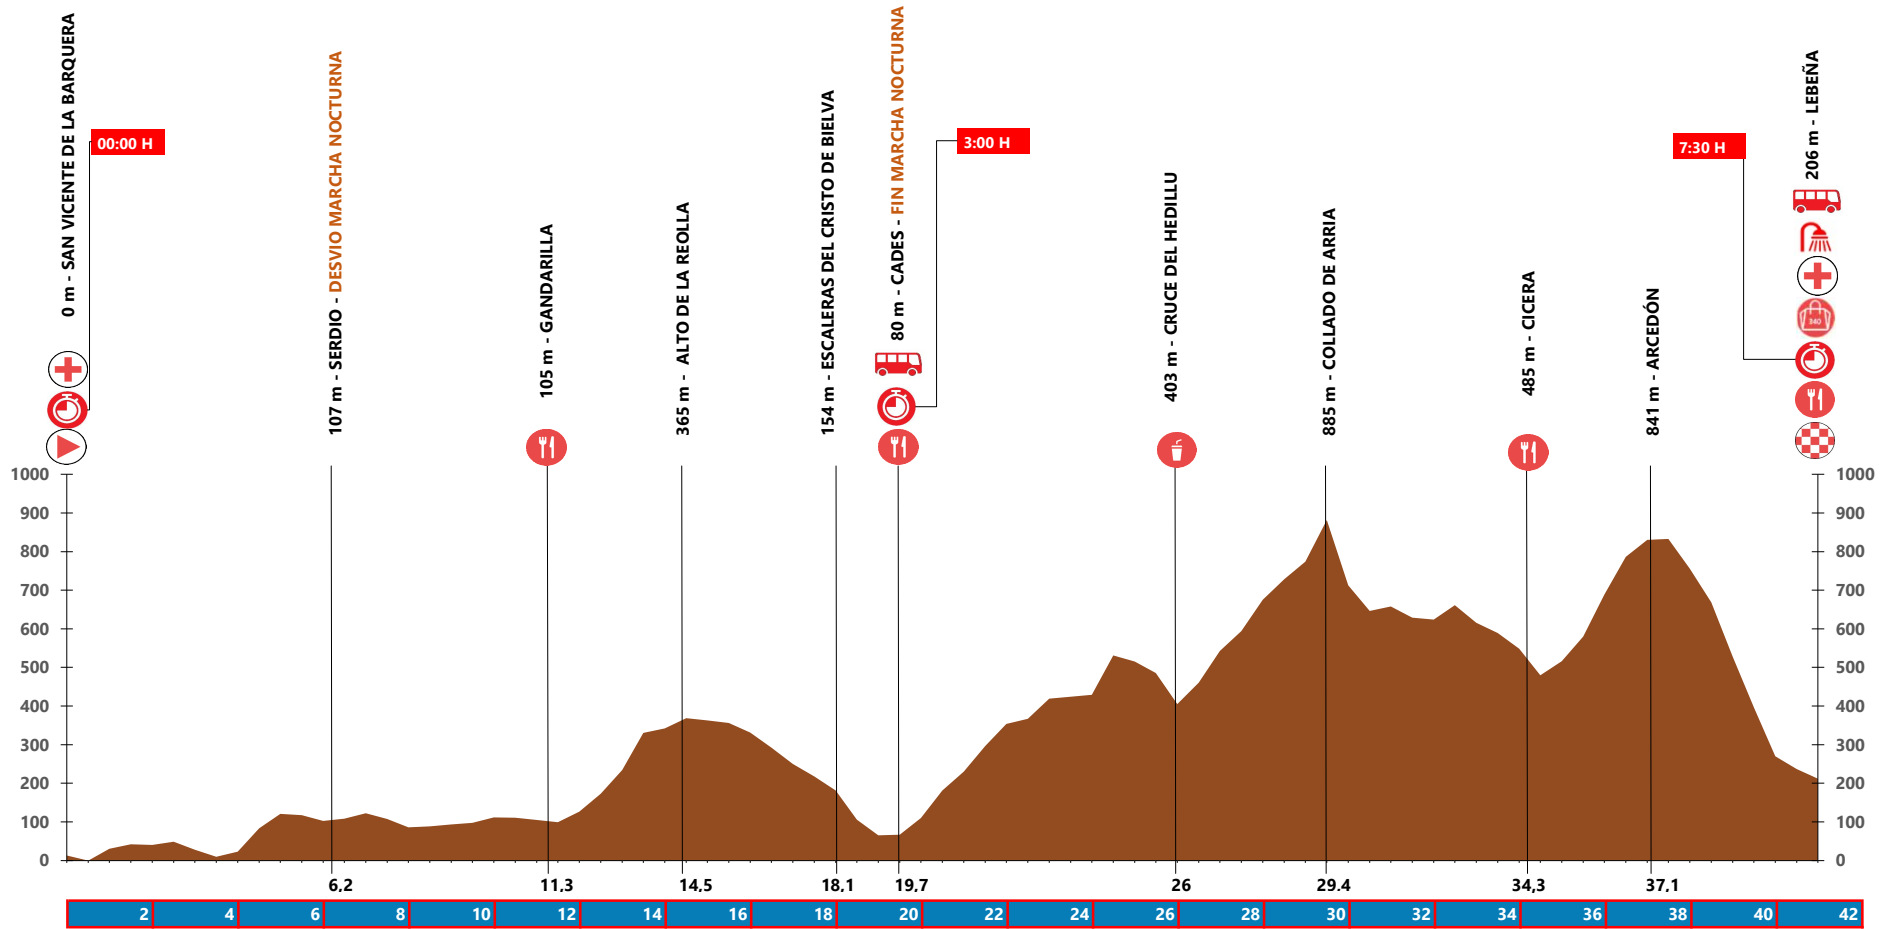 0 m - SAN VICENTE DE LA BARQUERA
00:00 H
107 m - SERDIO - DESVIO MARCHA NOCTURNA
105 m - GANDARILLA
365 m - ALTO DE LA REOLLA
154 m - ESCALERAS DEL CRISTO DE BIELVA
80 m - CADES - FIN MARCHA NOCTURNA
3:00 H
403 m - CRUCE DEL HEDILLU
885 m - COLLADO DE ARRIA
485 m - CICERA
841 m - ARCEDÓN
7:30 H
206 m - LEBEÑA
340
1000 1000
900 900
800 800
700 700
600 600
500 500
400 400
300 300
200 200
100 100
0 0
6,2 11,3 14,5 18,1 19,7 26 29.4 34,3 37.1
2 4 6 8 10 12 14 16 18 20 22 24 26 28 30 32 34 36 38 40 42